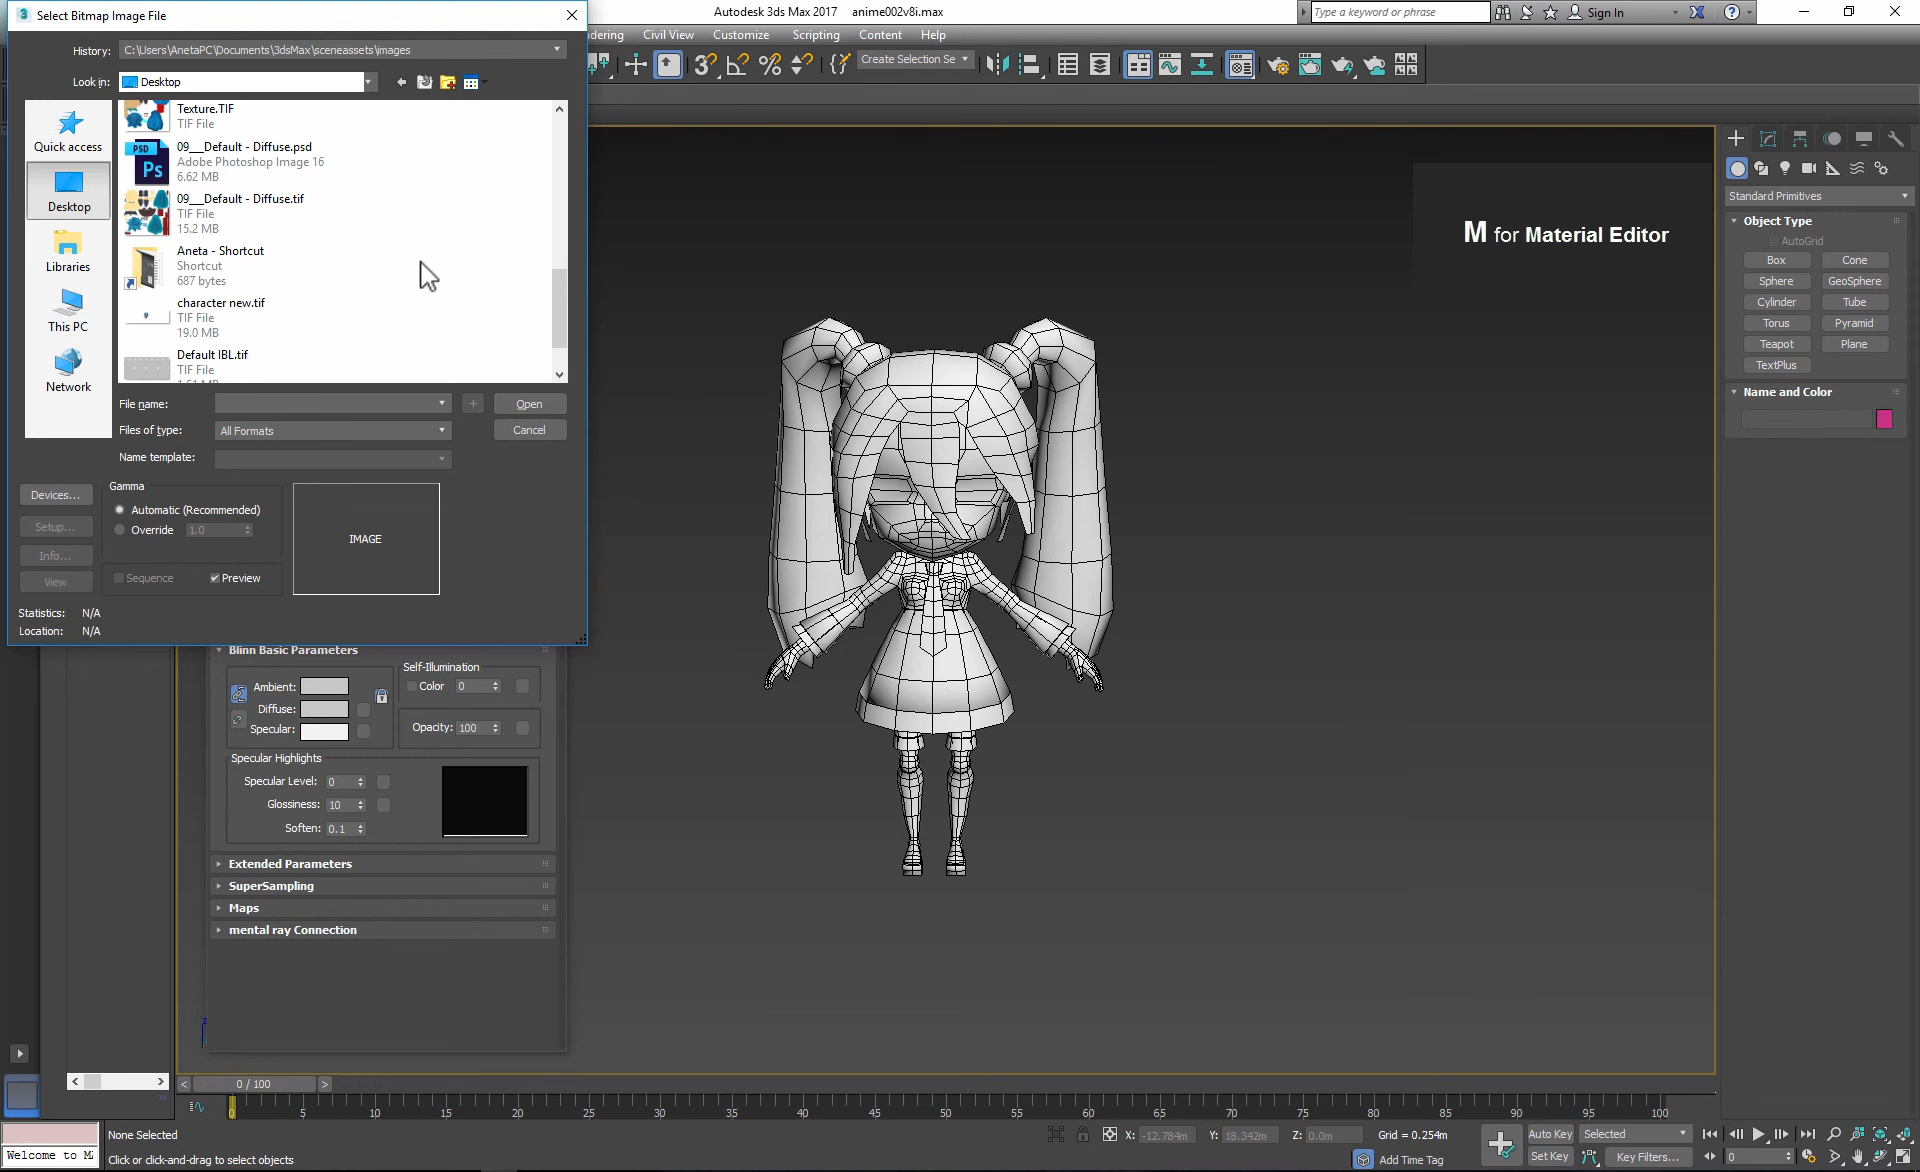 Select Bitmap Image File
Autodesk 3ds Max 2017 anime002v8i.max
Type a keyword or phrase
Sign In
History: C:\Users\AnetaPC\Documents\3dsMax\sceneassets\images
Civil View Customize Scripting Content Help
Look in: Desktop
Create Selection Se
Quick access
Desktop
Libraries
This PC
Network
Texture.TIF
TIF File
09___Default - Diffuse.psd
Adobe Photoshop Image 16
6.62 MB
PSD
Ps
09___Default - Diffuse.tif
TIF File
15.2 MB
Aneta - Shortcut
Shortcut
687 bytes
character new.tif
TIF File
19.0 MB
Default IBL.tif
TIF File
1.51 MB
File name:
Open
Files of type: All Formats
Cancel
Name template:
Devices...
Setup...
Info...
View
Gamma
Automatic (Recommended)
Override 1.0
Sequence
Preview
IMAGE
Statistics: N/A
Location: N/A
M for Material Editor
Standard Primitives
Object Type
AutoGrid
Box Cone
Sphere GeoSphere
Cylinder Tube
Torus Pyramid
Teapot Plane
TextPlus
Name and Color
Blinn Basic Parameters
Ambient:
Diffuse:
Specular:
Self-Illumination
Color 0
Opacity: 100
Specular Highlights
Specular Level: 0
Glossiness: 10
Soften: 0.1
Extended Parameters
SuperSampling
Maps
mental ray Connection
0 / 100
0 5 10 15 20 25 30 35 40 45 50 55 60 65 70 75 80 85 90 95 100
None Selected
X: -12.784m Y: 18.342m Z: 0.0m Grid = 0.254m
Auto Key Selected
Welcome to M
Click or click-and-drag to select objects
Add Time Tag
Set Key Key Filters... 0